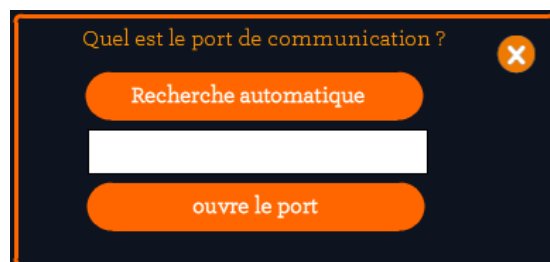 Quel est le port de communication ?
Recherche automatique
ouvre le port